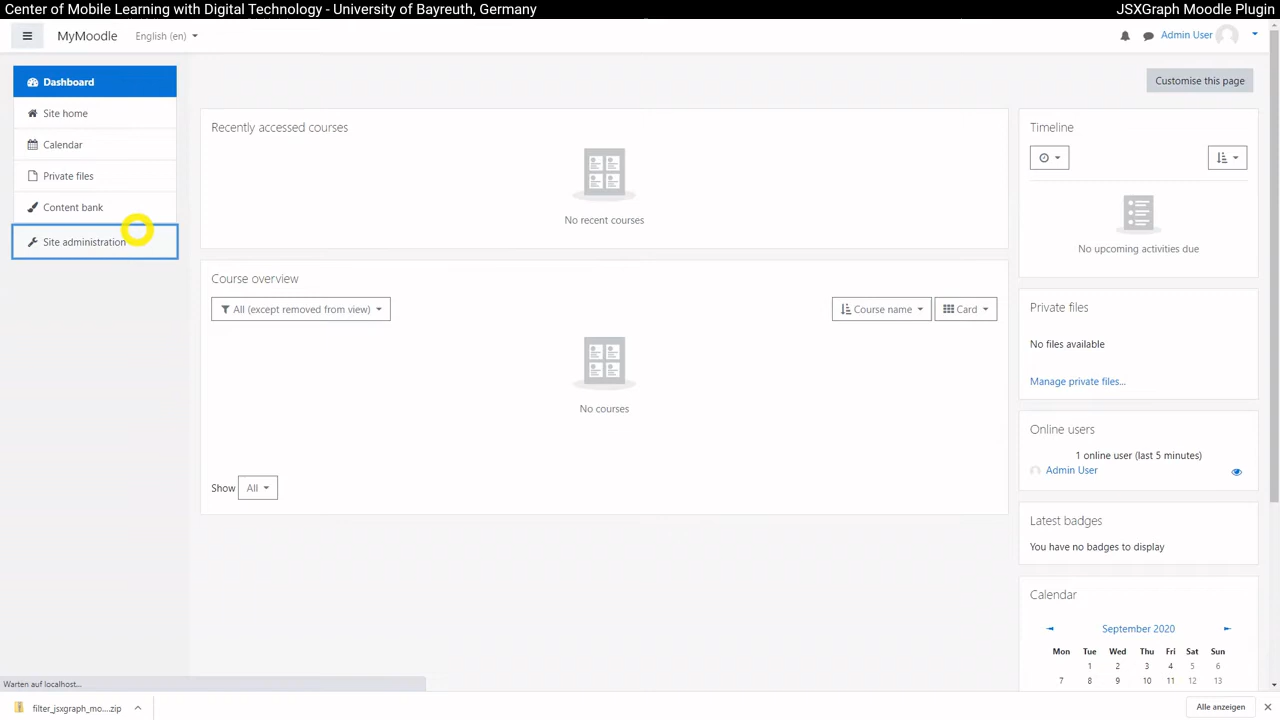 Center of Mobile Learning with Digital Technology - University of Bayreuth, Germany
JSXGraph Moodle Plugin
MyMoodle
English (en)
Admin User
Dashboard
Site home
Calendar
Private files
Content bank
Site administration
Customise this page
Recently accessed courses
No recent courses
Course overview
All (except removed from view)
Course name
Card
No courses
Show All
Timeline
No upcoming activities due
Private files
No files available
Manage private files...
Online users
1 online user (last 5 minutes)
Admin User
Latest badges
You have no badges to display
Calendar
◄ September 2020 ►
Mon Tue Wed Thu Fri Sat Sun
1 2 3 4 5 6
7 8 9 10 11 12 13
Warten auf localhost...
filter_jsxgraph_mo....zip
Alle anzeigen